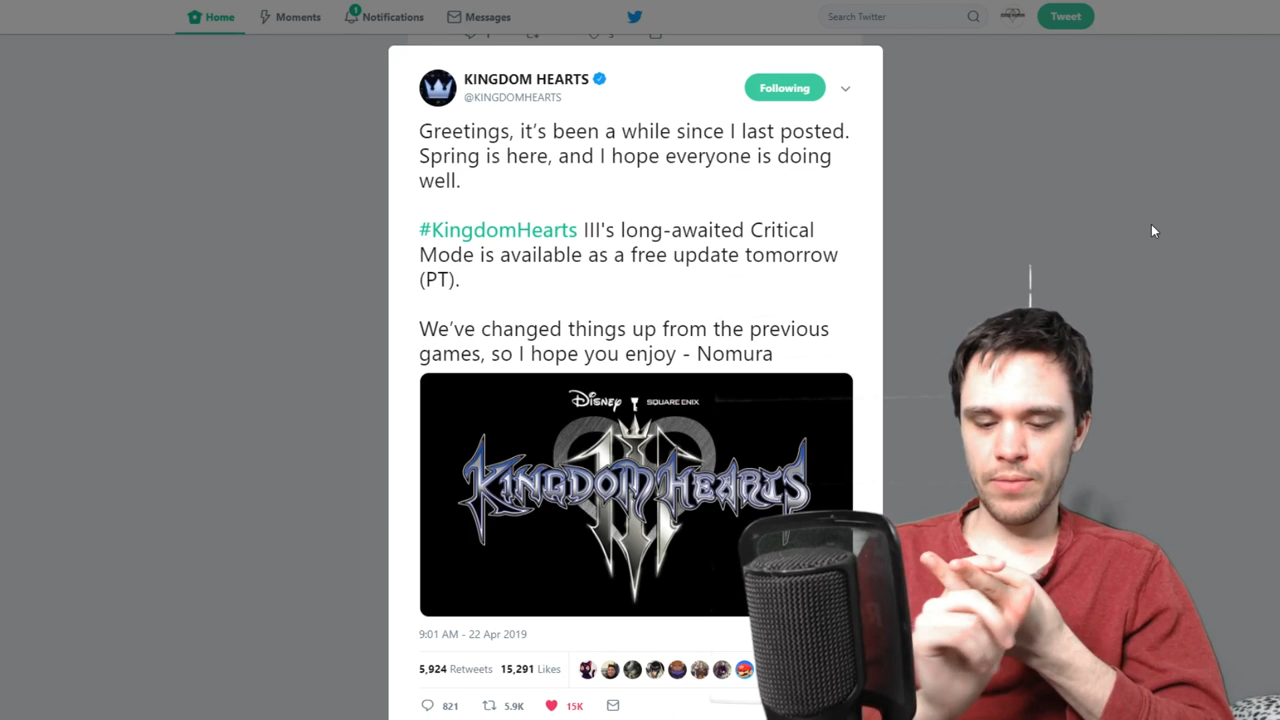 Home Moments 1 Notifications Messages Search Twitter Tweet
KINGDOM HEARTS
@KINGDOMHEARTS
Following
Greetings, it's been a while since I last posted.
Spring is here, and I hope everyone is doing
well.
#KingdomHearts III's long-awaited Critical
Mode is available as a free update tomorrow
(PT).
We've changed things up from the previous
games, so I hope you enjoy - Nomura
Disney SQUARE ENIX
KINGDOM HEARTS
III
9:01 AM - 22 Apr 2019
5,924 Retweets 15,291 Likes
821 5.9K 15K